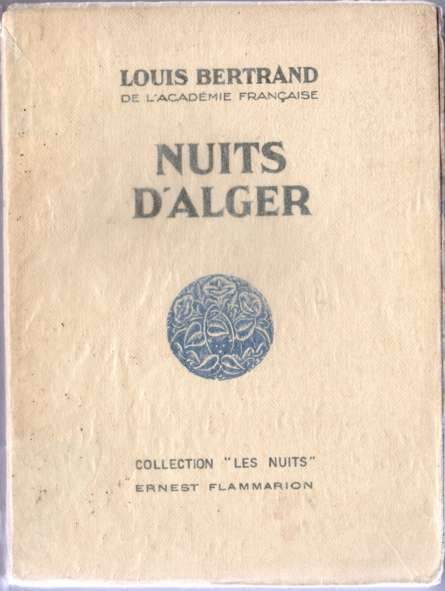 LOUIS BERTRAND
DE L'ACADÉMIE FRANÇAISE
NUITS
D'ALGER
COLLECTION "LES NUITS"
ERNEST FLAMMARION